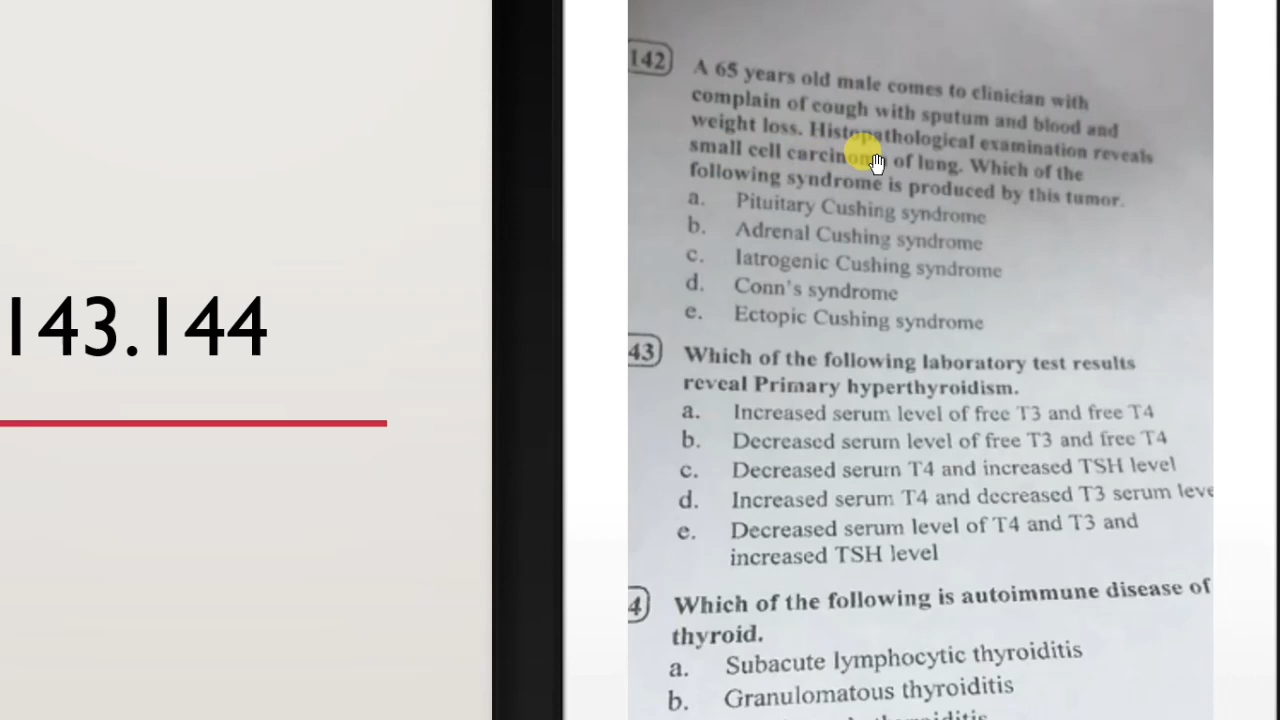 143.144
142
A 65 years old male comes to clinician with
complain of cough with sputum and blood and
weight loss. Histopathological examination reveals
small cell carcinoma of lung. Which of the
following syndrome is produced by this tumor.
a. Pituitary Cushing syndrome
b. Adrenal Cushing syndrome
c. Iatrogenic Cushing syndrome
d. Conn's syndrome
e. Ectopic Cushing syndrome
43
Which of the following laboratory test results
reveal Primary hyperthyroidism.
a. Increased serum level of free T3 and free T4
b. Decreased serum level of free T3 and free T4
c. Decreased serum T4 and increased TSH level
d. Increased serum T4 and decreased T3 serum leve
e. Decreased serum level of T4 and T3 and
increased TSH level
4
Which of the following is autoimmune disease of
thyroid.
a. Subacute lymphocytic thyroiditis
b. Granulomatous thyroiditis